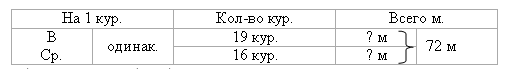 На 1 кур. Кол-во кур. Всего м.
В одинак. 19 кур. ? м 72 м
Ср. 16 кур. ? м